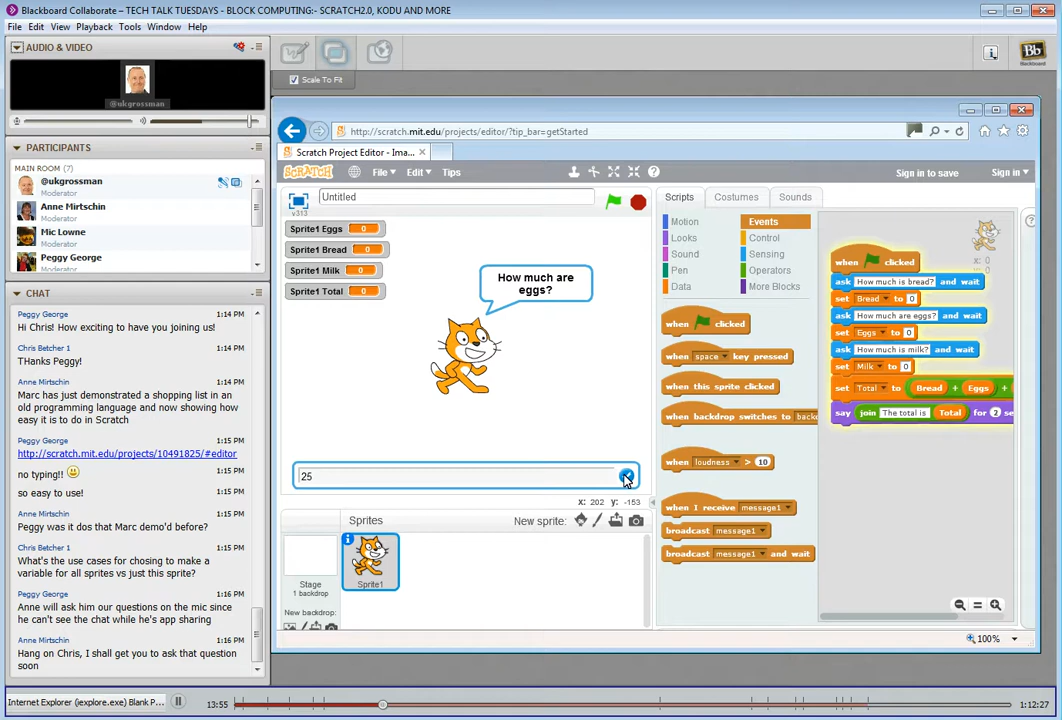 Blackboard Collaborate – TECH TALK TUESDAYS - BLOCK COMPUTING: - SCRATCH2.0, KODU AND MORE
File Edit View Playback Tools Window Help
AUDIO & VIDEO
@ukgrossman
PARTICIPANTS
MAIN ROOM (7)
@ukgrossman
Moderator
Anne Mirtschin
Moderator
Mic Lowne
Moderator
Peggy George
Moderator
CHAT
Peggy George 1:14 PM
Hi Chris! How exciting to have you joining us!
Chris Betcher 1 1:14 PM
THanks Peggy!
Anne Mirtschin 1:14 PM
Marc has just demonstrated a shopping list in
an old programming language and now showing
how easy it is to do in Scratch
Peggy George 1:15 PM
http://scratch.mit.edu/projects/10491825/#editor
no typing!! 1:15 PM
so easy to use! 1:15 PM
Anne Mirtschin 1:15 PM
Peggy was it dos that Marc demo'd before?
Chris Betcher 1 1:15 PM
What's the use cases for chosing to make a
variable for all sprites vs just this sprite?
Peggy George 1:16 PM
Anne will ask him our questions on the mic since
he can't see the chat while he's app sharing
Anne Mirtschin 1:16 PM
Hang on Chris, I shall get you to ask that question
soon
Scale To Fit
Bb
Blackboard
http://scratch.mit.edu/projects/editor/?tip_bar=getStarted
Scratch Project Editor - Ima...
SCRATCH File Edit Tips Sign in to save Sign in
Untitled
v313
Sprite1 Eggs 0
Sprite1 Bread 0
Sprite1 Milk 0
Sprite1 Total 0
How much are
eggs?
25
x: 202 y: -153
Sprites New sprite:
Stage
1 backdrop
Sprite1
New backdrop:
Scripts Costumes Sounds
Motion Events
Looks Control
Sound Sensing
Pen Operators
Data More Blocks
when clicked
when space key pressed
when this sprite clicked
when backdrop switches to back
when loudness > 10
when I receive message1
broadcast message1
broadcast message1 and wait
x: 0
y: 0
when clicked
ask How much is bread? and wait
set Bread to 0
ask How much are eggs? and wait
set Eggs to 0
ask How much is milk? and wait
set Milk to 0
set Total to Bread + Eggs +
say join The total is Total for 2 se
100%
Internet Explorer (iexplore.exe) Blank P...
13:55 1:12:27